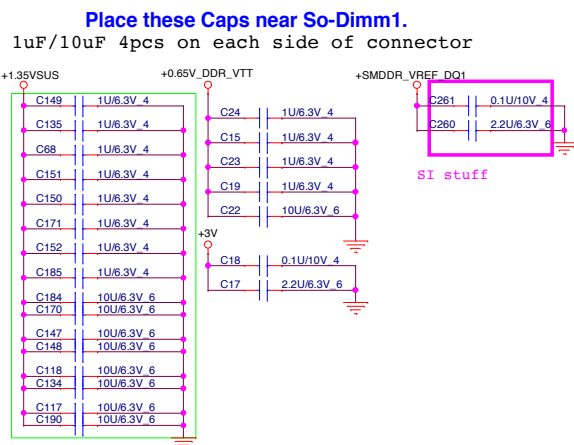 Place these Caps near So-Dimm1.
1uF/10uF 4pcs on each side of connector
+1.35VSUS
C149 1U/6.3V_4
C135 1U/6.3V_4
C68 1U/6.3V_4
C151 1U/6.3V_4
C150 1U/6.3V_4
C171 1U/6.3V_4
C152 1U/6.3V_4
C185 1U/6.3V_4
C184 10U/6.3V_6
C170 10U/6.3V_6
C147 10U/6.3V_6
C148 10U/6.3V_6
C118 10U/6.3V_6
C134 10U/6.3V_6
C117 10U/6.3V_6
C190 10U/6.3V_6
+0.65V_DDR_VTT
C24 1U/6.3V_4
C15 1U/6.3V_4
C23 1U/6.3V_4
C19 1U/6.3V_4
C22 10U/6.3V_6
+3V
C18 0.1U/10V_4
C17 2.2U/6.3V_6
+SMDDR_VREF_DQ1
C261 0.1U/10V_4
C260 2.2U/6.3V_6
SI stuff